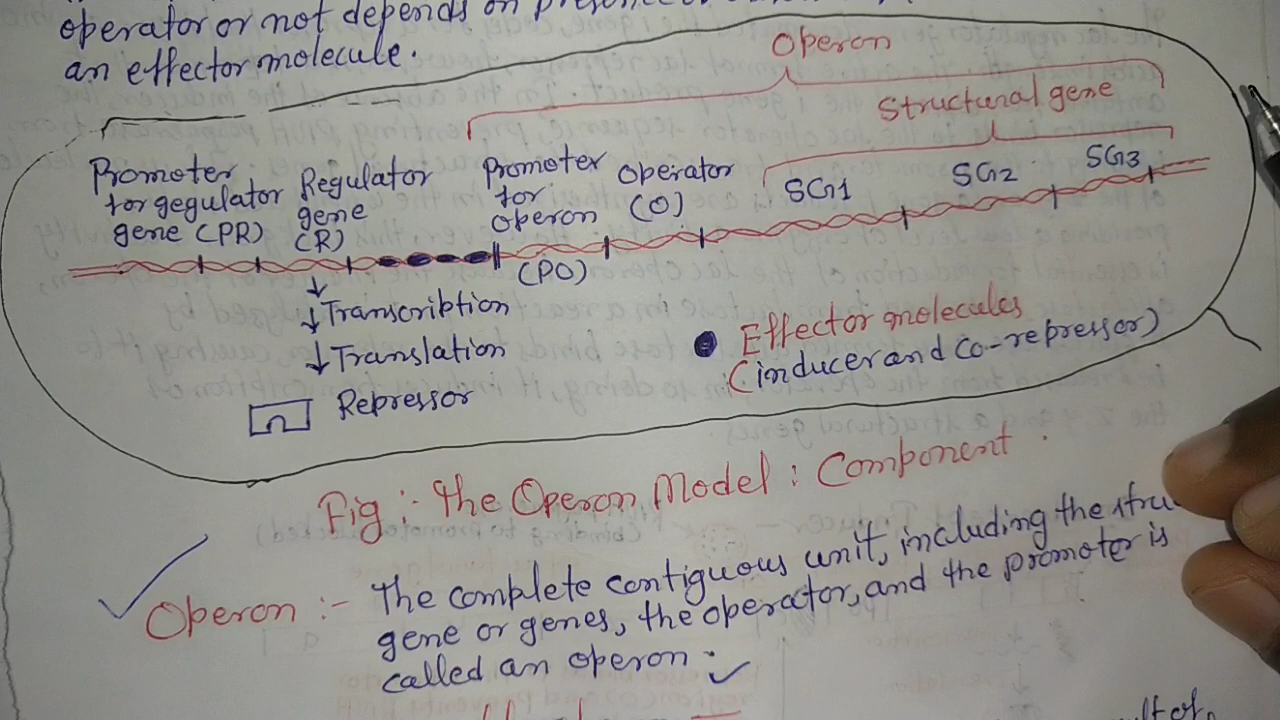 operator or not depends on
an effector molecule.
Operon
Structural gene
Promoter
for gegulator
gene (PR)
Regulator
gene
(R)
Promoter
for
operon
(PO)
Operator
(O)
SG1
SG2
SG3
Transcription
Translation
Repressor
Effector molecules
(inducer and co-repressor)
Fig :- The Operon Model : Component
Operon :- The complete contiguous unit, including the stru
gene or genes, the operator, and the promoter is
called an operon.